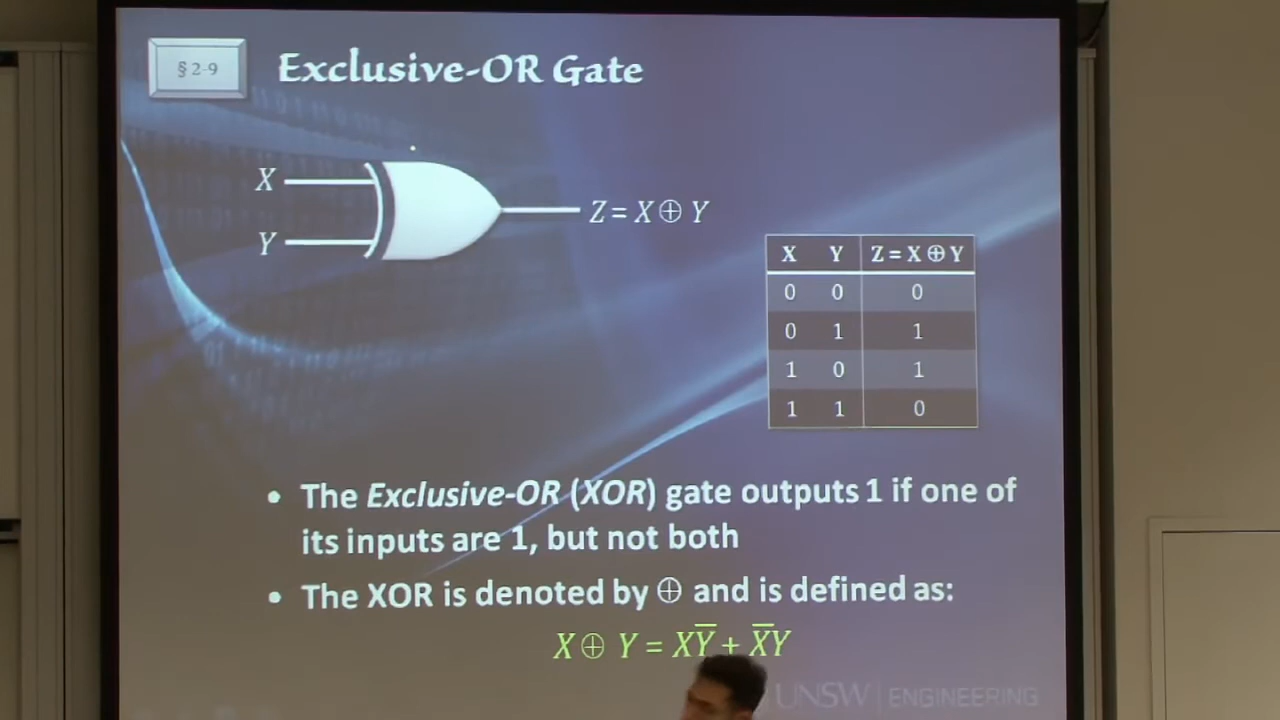 § 2-9
Exclusive-OR Gate
X
Y
Z = X ⊕ Y
X Y Z = X ⊕ Y
0 0 0
0 1 1
1 0 1
1 1 0
• The Exclusive-OR (XOR) gate outputs 1 if one of
its inputs are 1, but not both
• The XOR is denoted by ⊕ and is defined as:
X ⊕ Y = XY̅ + X̅Y
UNSW | ENGINEERING